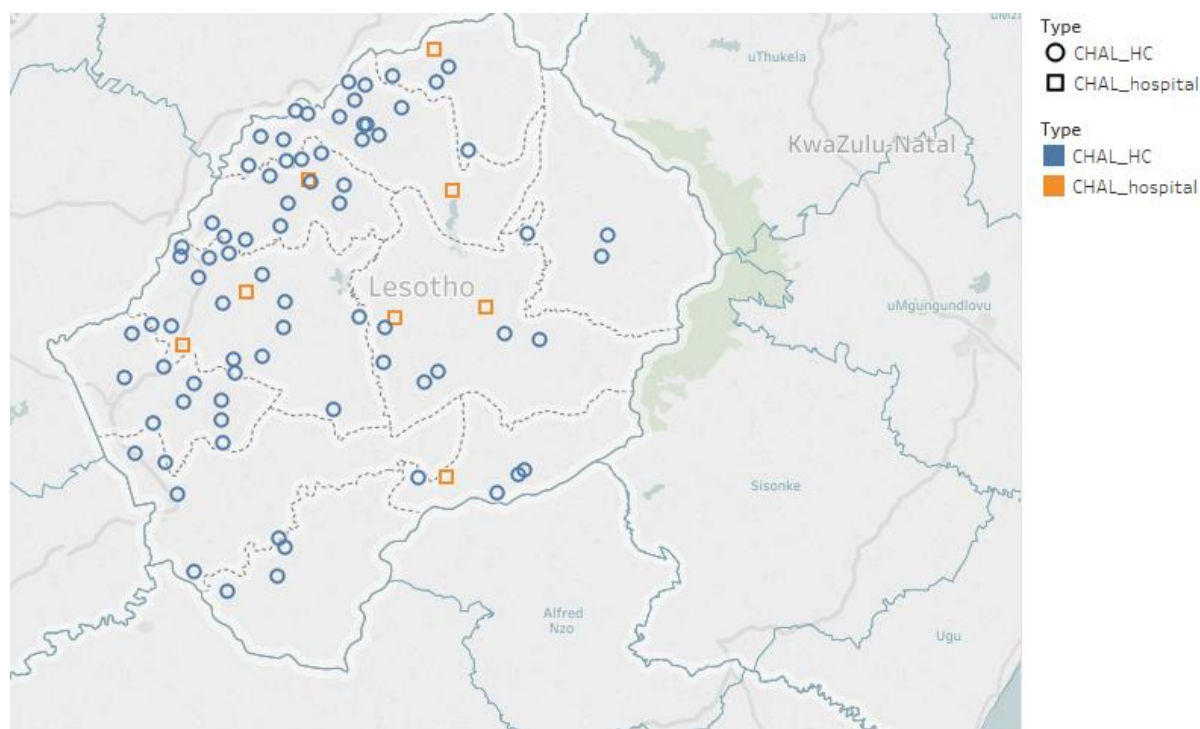 uThukela
KwaZulu-Natal
Lesotho
uMgungundlovu
Sisonke
Alfred
Nzo
Ugu
Type
CHAL_HC
CHAL_hospital
Type
CHAL_HC
CHAL_hospital